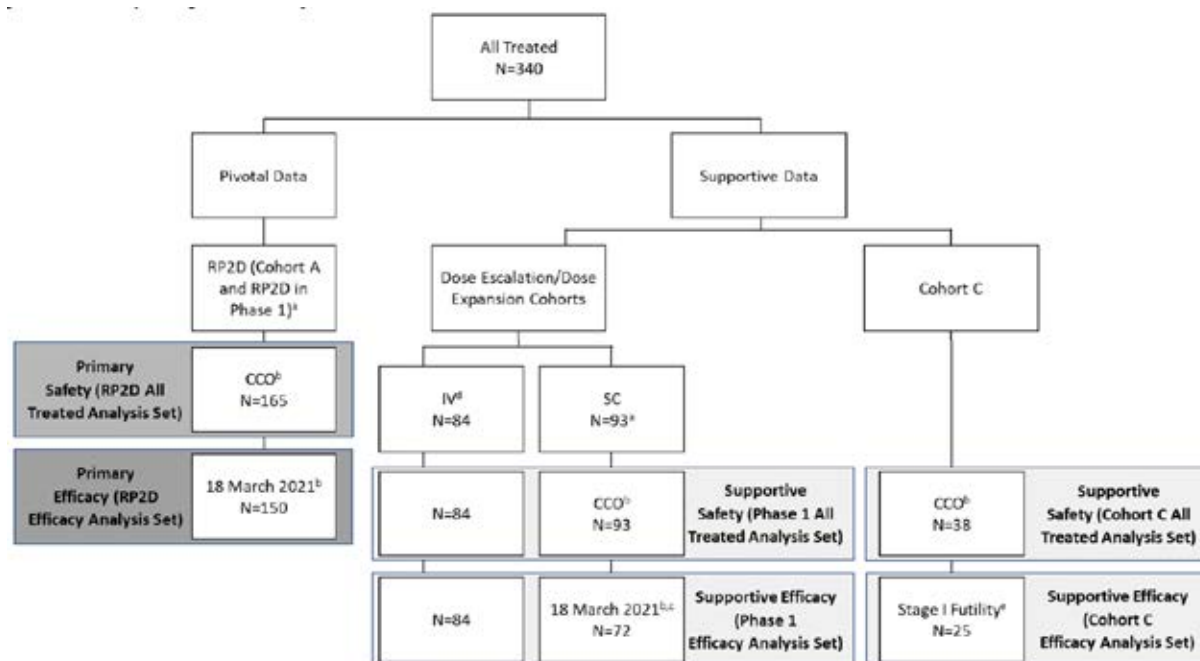 All Treated
N=340
Pivotal Data
Supportive Data
RP2D (Cohort A
and RP2D in
Phase 1)ᵃ
Dose Escalation/Dose
Expansion Cohorts
Cohort C
Primary
Safety (RP2D All
Treated Analysis Set)
CCOᵇ
N=165
IVᵈ
N=84
SC
N=93ᵃ
Primary
Efficacy (RP2D
Efficacy Analysis Set)
18 March 2021ᵇ
N=150
N=84
CCOᵇ
N=93
Supportive
Safety (Phase 1 All
Treated Analysis Set)
CCOᵇ
N=38
Supportive
Safety (Cohort C All
Treated Analysis Set)
N=84
18 March 2021ᵇ,ᶜ
N=72
Supportive Efficacy
(Phase 1
Efficacy Analysis Set)
Stage I Futilityᵉ
N=25
Supportive Efficacy
(Cohort C
Efficacy Analysis Set)